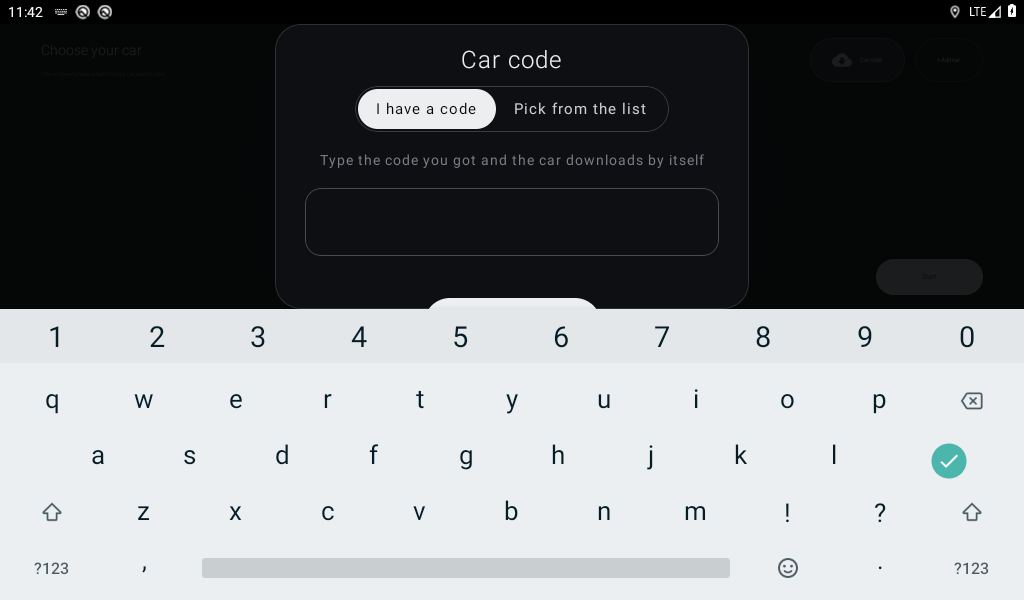 11:42 LTE
Choose your car
Car code
I have a code Pick from the list
Type the code you got and the car downloads by itself
Start
1 2 3 4 5 6 7 8 9 0
q w e r t y u i o p
a s d f g h j k l
z x c v b n m ! ?
?123 , . ?123